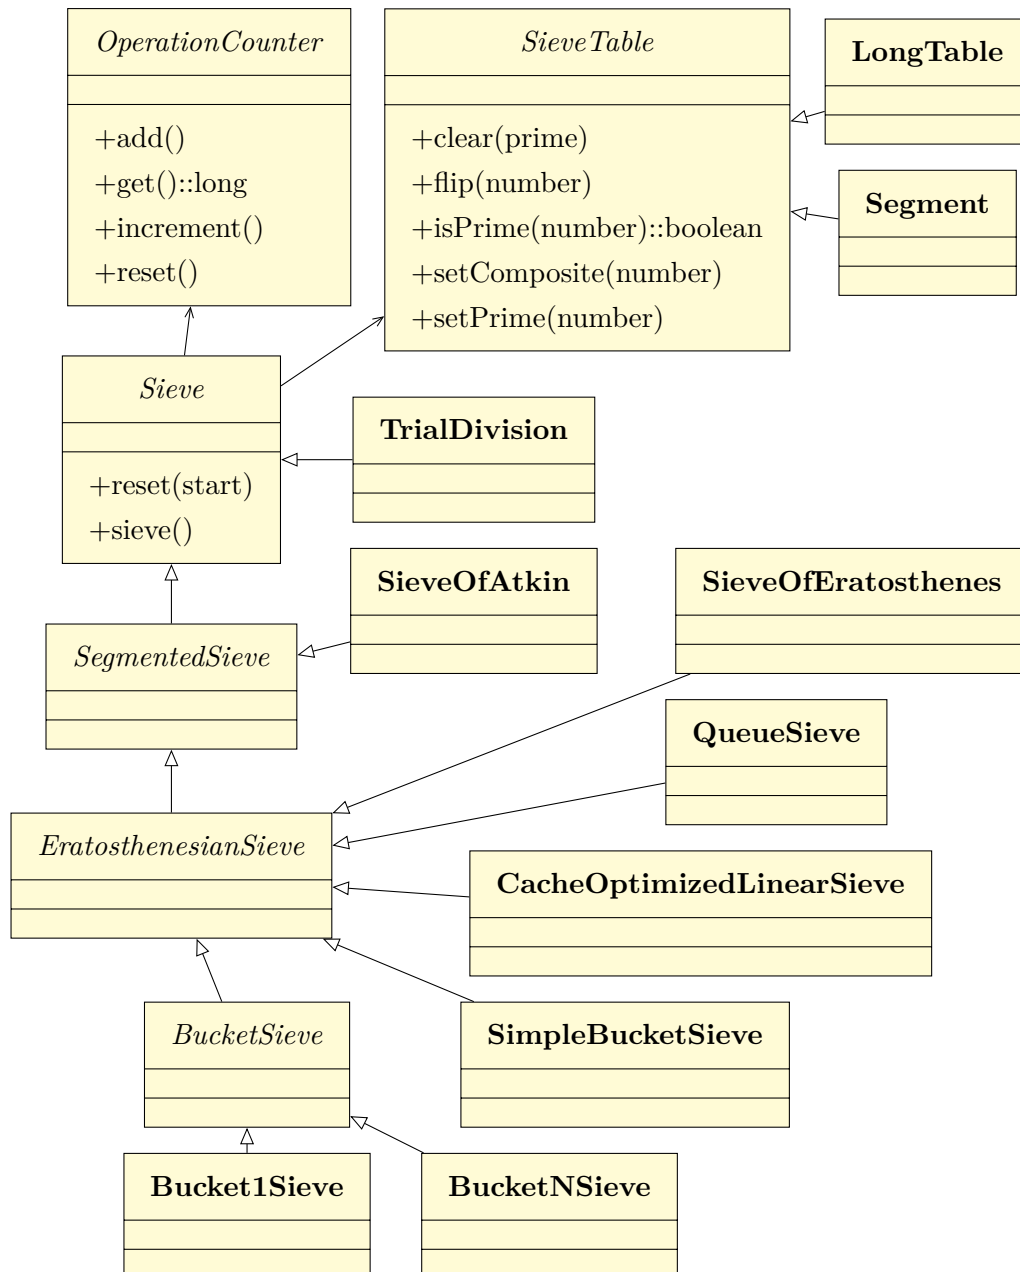 OperationCounter
+add()
+get()::long
+increment()
+reset()
SieveTable
+clear(prime)
+flip(number)
+isPrime(number)::boolean
+setComposite(number)
+setPrime(number)
LongTable
Segment
Sieve
+reset(start)
+sieve()
TrialDivision
SieveOfAtkin
SieveOfEratosthenes
SegmentedSieve
QueueSieve
EratosthenesianSieve
CacheOptimizedLinearSieve
BucketSieve
SimpleBucketSieve
Bucket1Sieve
BucketNSieve